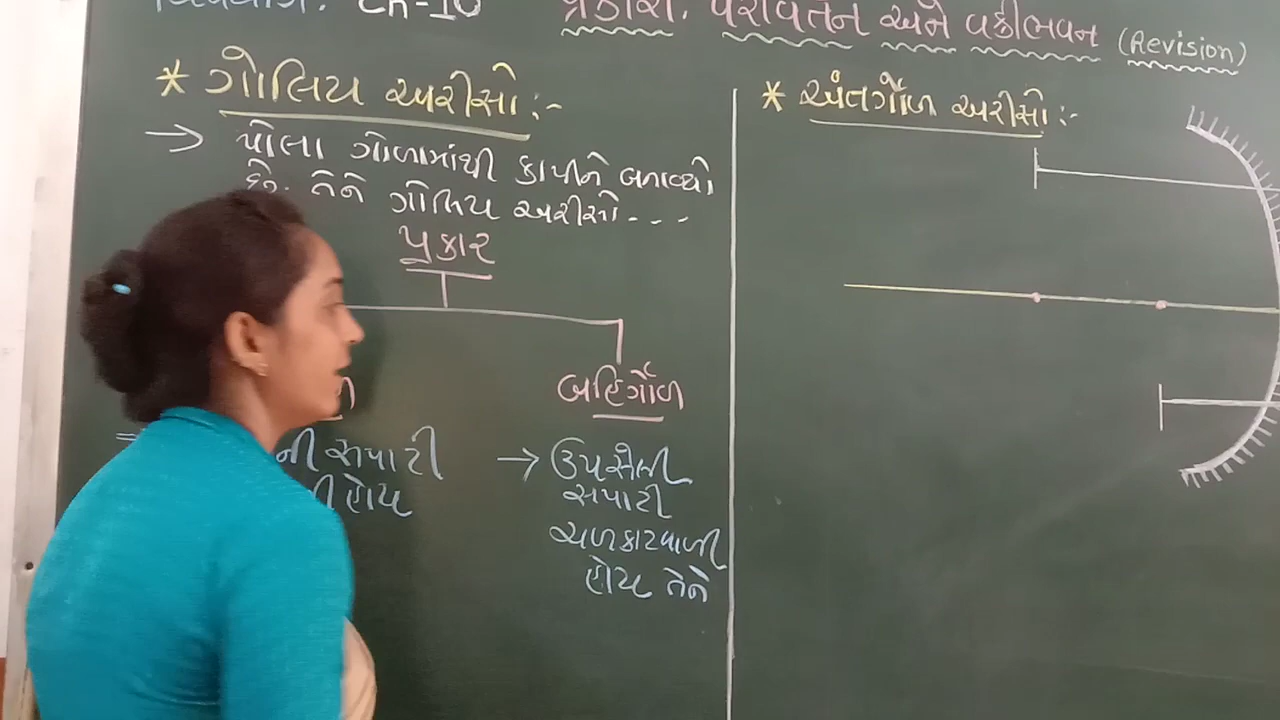 Ch-10
પ્રકાશ. પરાવર્તન અને વક્રીભવન (Revision)
* ગોલિય અરીસો :-
→ પોલા ગોળામાંથી કાપીને બનાવ્યો
છે. તેને ગોલિય અરીસો - - -
પ્રકાર
ની સપાટી
હોય
બહિર્ગોળ
→ ઉપસેલી
સપાટી
ચળકાટવાળી
હોય તેને
* અંતર્ગોળ અરીસો :-